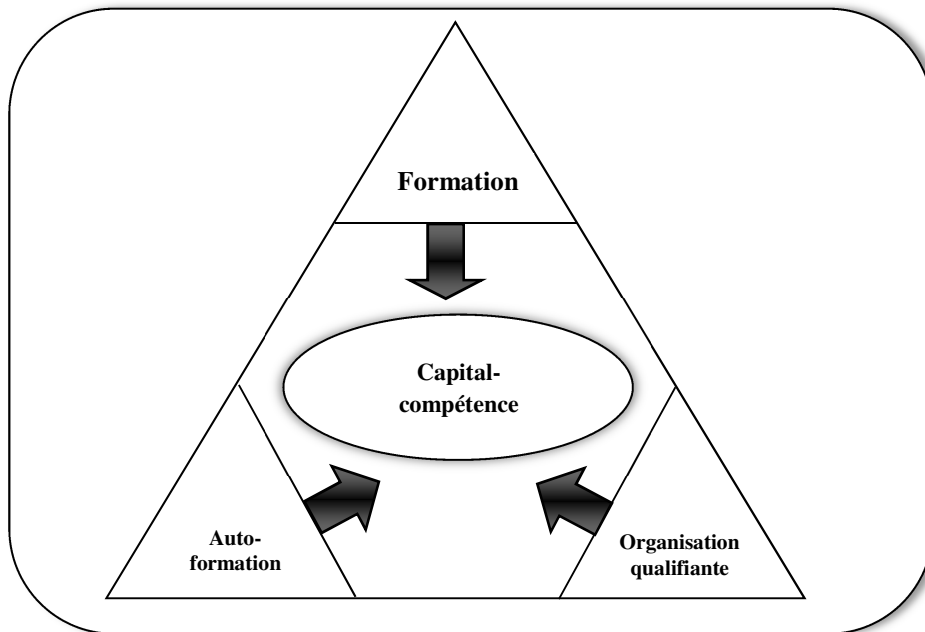 Formation
Capital-
compétence
Auto-
formation
Organisation
qualifiante